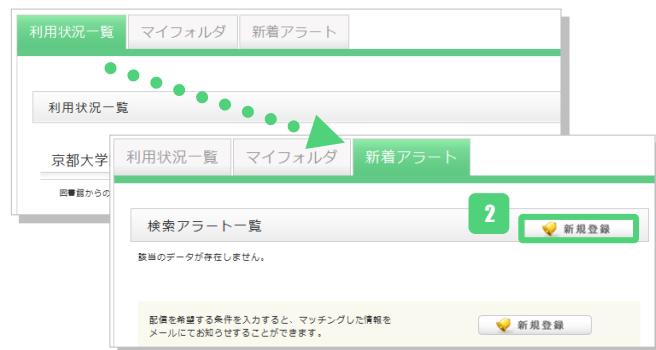 利用状況一覧 マイフォルダ 新着アラート
利用状況一覧
京都大学
図書館からの
利用状況一覧 マイフォルダ 新着アラート
検索アラート一覧
2
新規登録
該当のデータが存在しません。
配信を希望する条件を入力すると、マッチングした情報を
メールにてお知らせすることができます。
新規登録